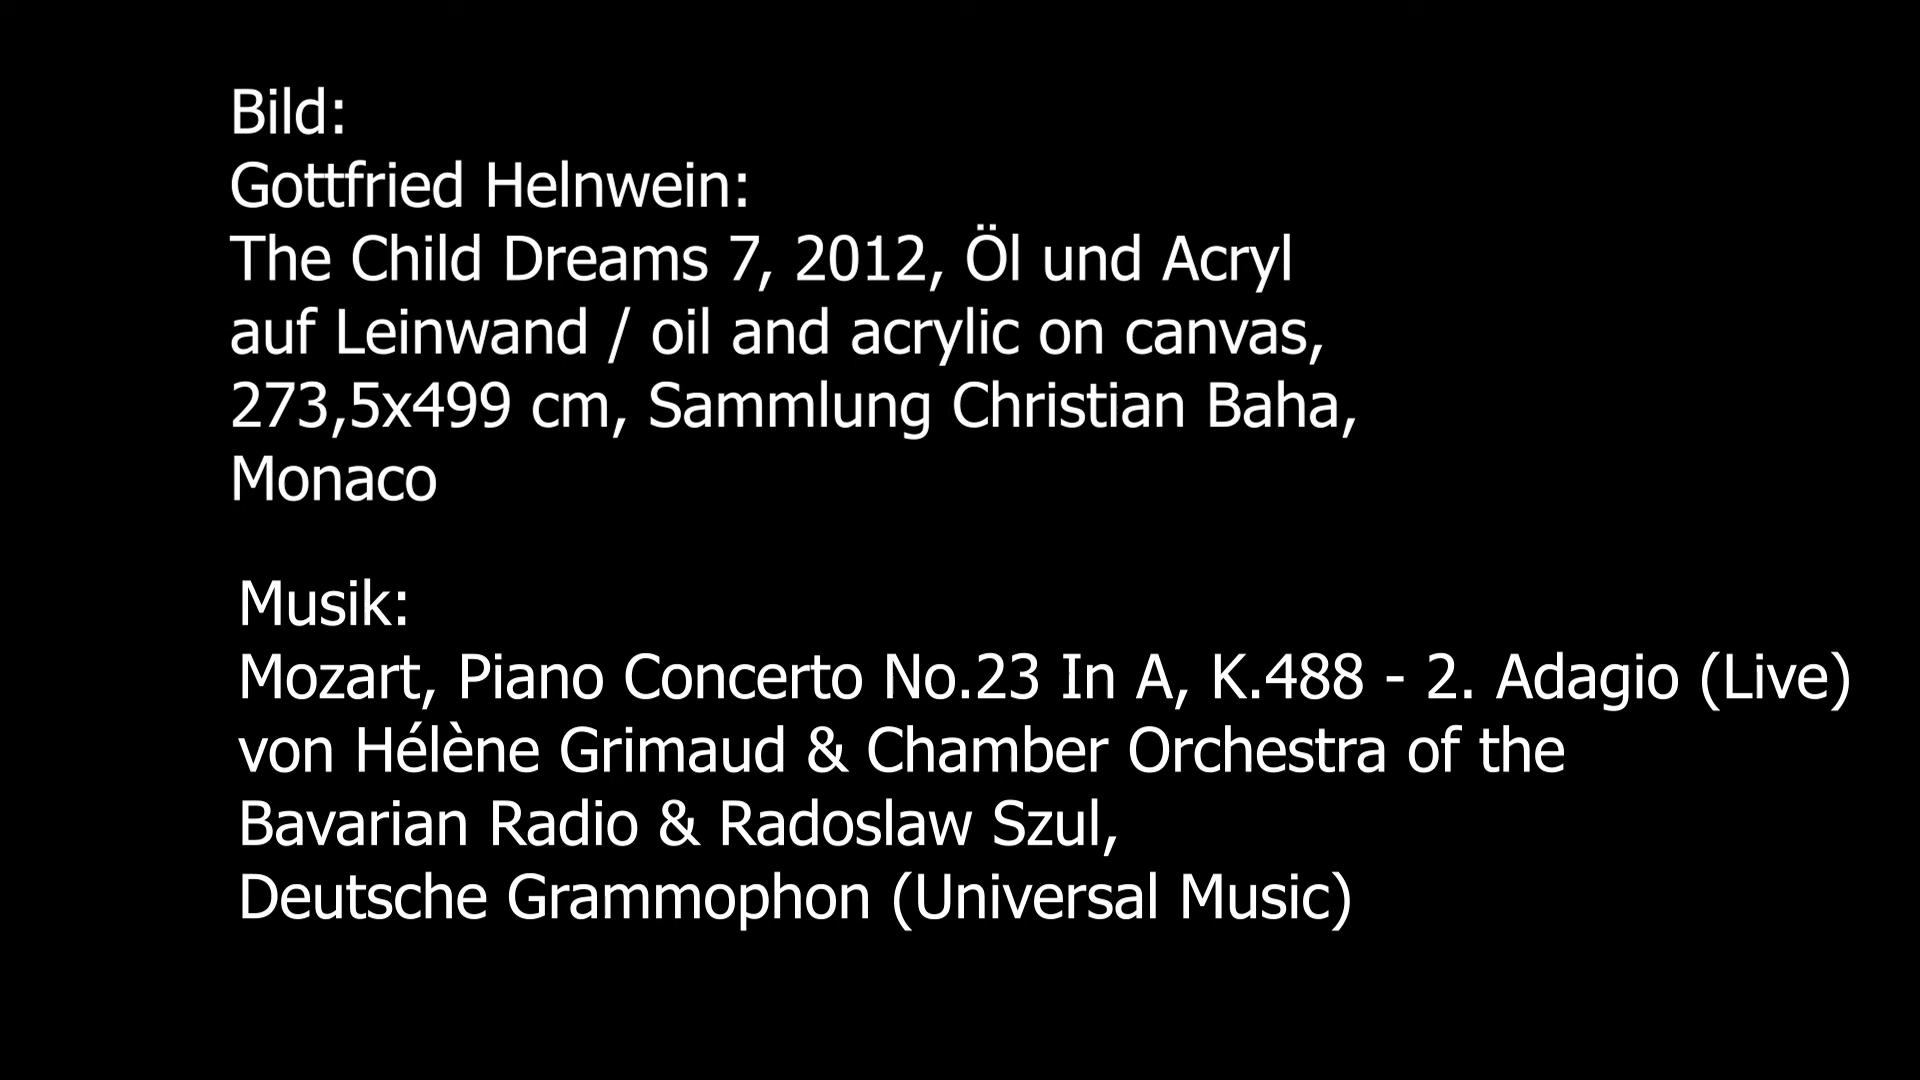 Bild:
Gottfried Helnwein:
The Child Dreams 7, 2012, Öl und Acryl
auf Leinwand / oil and acrylic on canvas,
273,5x499 cm, Sammlung Christian Baha,
Monaco
Musik:
Mozart, Piano Concerto No.23 In A, K.488 - 2. Adagio (Live)
von Hélène Grimaud & Chamber Orchestra of the
Bavarian Radio & Radoslaw Szul,
Deutsche Grammophon (Universal Music)